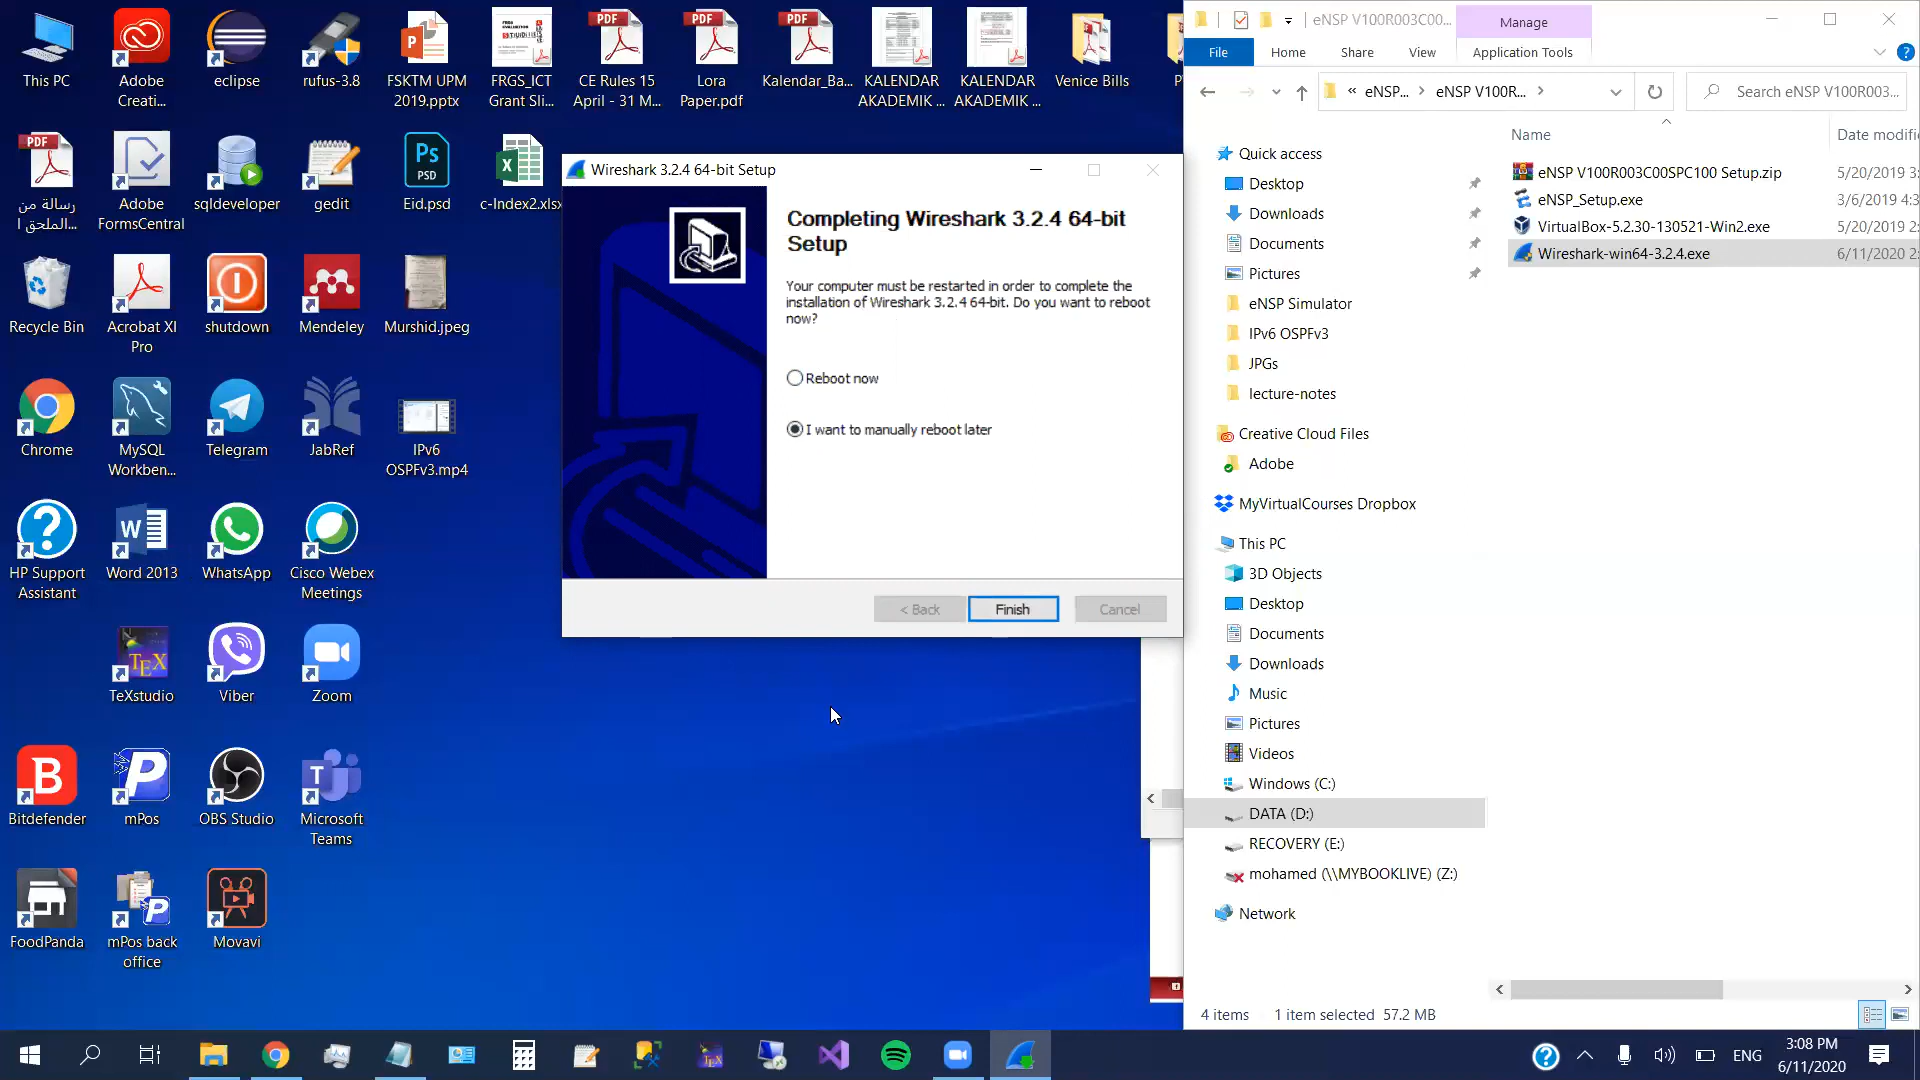 This PC
Adobe
Creati...
eclipse
rufus-3.8
FSKTM UPM
2019.pptx
FRGS_ICT
Grant Sli...
CE Rules 15
April - 31 M...
Lora
Paper.pdf
Kalendar_Ba...
KALENDAR
AKADEMIK ...
KALENDAR
AKADEMIK ...
Venice Bills
رسالة من
الملحق ا...
Adobe
FormsCentral
sqldeveloper
gedit
Eid.psd
c-Index2.xlsx
Recycle Bin
Acrobat XI
Pro
shutdown
Mendeley
Murshid.jpeg
Chrome
MySQL
Workben...
Telegram
JabRef
IPv6
OSPFv3.mp4
HP Support
Assistant
Word 2013
WhatsApp
Cisco Webex
Meetings
TeXstudio
Viber
Zoom
Bitdefender
mPos
OBS Studio
Microsoft
Teams
FoodPanda
mPos back
office
Movavi
Wireshark 3.2.4 64-bit Setup
Completing Wireshark 3.2.4 64-bit
Setup
Your computer must be restarted in order to complete the
installation of Wireshark 3.2.4 64-bit. Do you want to reboot
now?
Reboot now
I want to manually reboot later
< Back
Finish
Cancel
eNSP V100R003C00...
Manage
File
Home
Share
View
Application Tools
« eNSP... › eNSP V100R... ›
Search eNSP V100R003...
Name
Date modifi
eNSP V100R003C00SPC100 Setup.zip
5/20/2019 3:
eNSP_Setup.exe
3/6/2019 4:3
VirtualBox-5.2.30-130521-Win2.exe
5/20/2019 2:
Wireshark-win64-3.2.4.exe
6/11/2020 2:
Quick access
Desktop
Downloads
Documents
Pictures
eNSP Simulator
IPv6 OSPFv3
JPGs
lecture-notes
Creative Cloud Files
Adobe
MyVirtualCourses Dropbox
This PC
3D Objects
Desktop
Documents
Downloads
Music
Pictures
Videos
Windows (C:)
DATA (D:)
RECOVERY (E:)
mohamed (\\MYBOOKLIVE) (Z:)
Network
4 items
1 item selected 57.2 MB
ENG
3:08 PM
6/11/2020